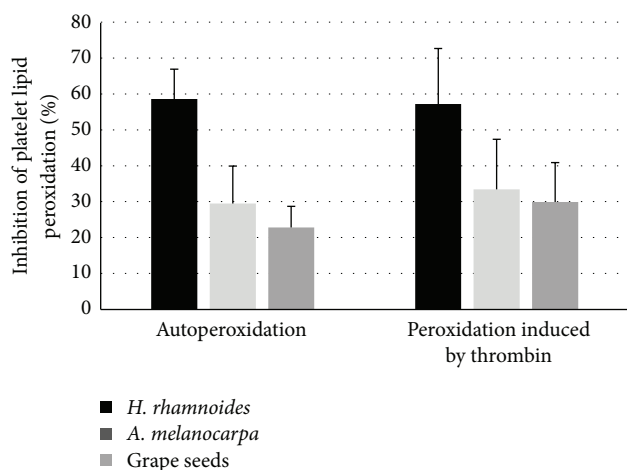 Inhibition of platelet lipid
peroxidation (%)
80
70
60
50
40
30
20
10
0
Autoperoxidation
Peroxidation induced
by thrombin
H. rhamnoides
A. melanocarpa
Grape seeds